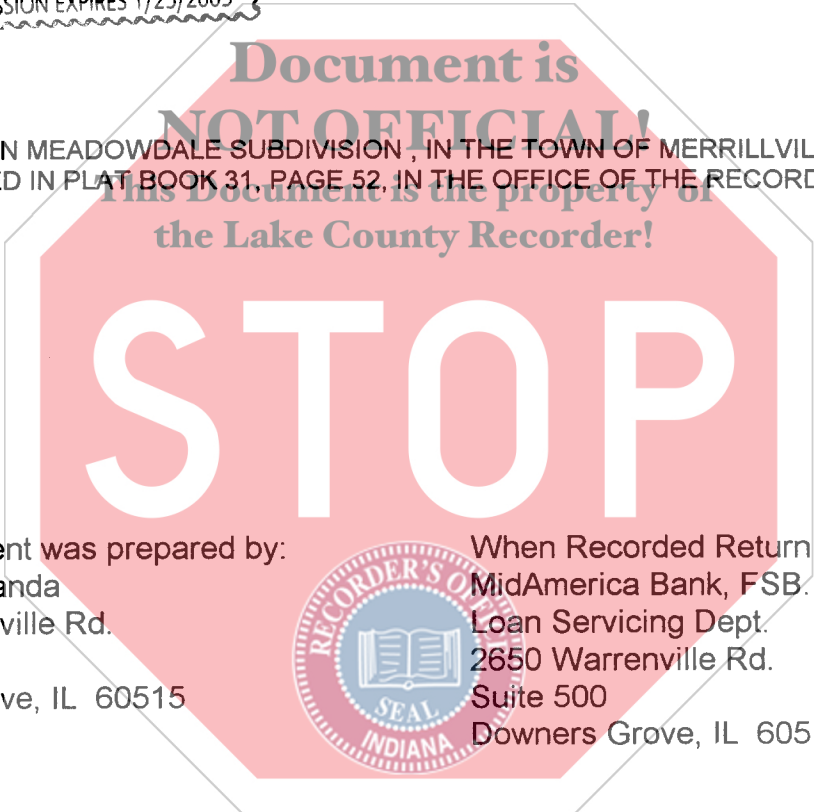 SSION EXPIRES 1/25/2005
Document is
NOT OFFICIAL!
N MEADOWDALE SUBDIVISION , IN THE TOWN OF MERRILLVIL
ED IN PLAT BOOK 31, PAGE 52, IN THE OFFICE OF THE RECORD
This Document is the property of
the Lake County Recorder!
STOP
ent was prepared by:
anda
ville Rd.
ve, IL 60515
When Recorded Return
MidAmerica Bank, FSB.
Loan Servicing Dept.
2650 Warrenville Rd.
Suite 500
Downers Grove, IL 605
RECORDER'S OFFICE
SEAL
INDIANA